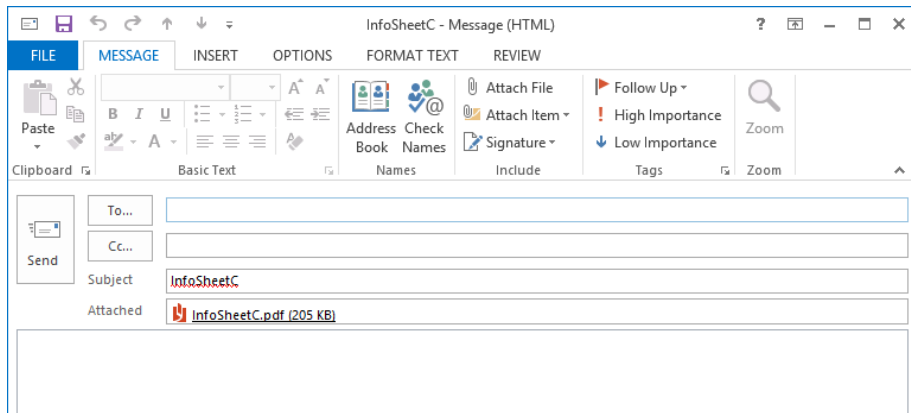 InfoSheetC - Message (HTML) ?
FILE MESSAGE INSERT OPTIONS FORMAT TEXT REVIEW
Paste
Clipboard
B I U
aby A
A A
Basic Text
Address Book
Check Names
Names
Attach File
Attach Item
Signature
Include
Follow Up
High Importance
Low Importance
Tags
Zoom
Zoom
Send
To...
Cc...
Subject InfoSheetC
Attached InfoSheetC.pdf (205 KB)